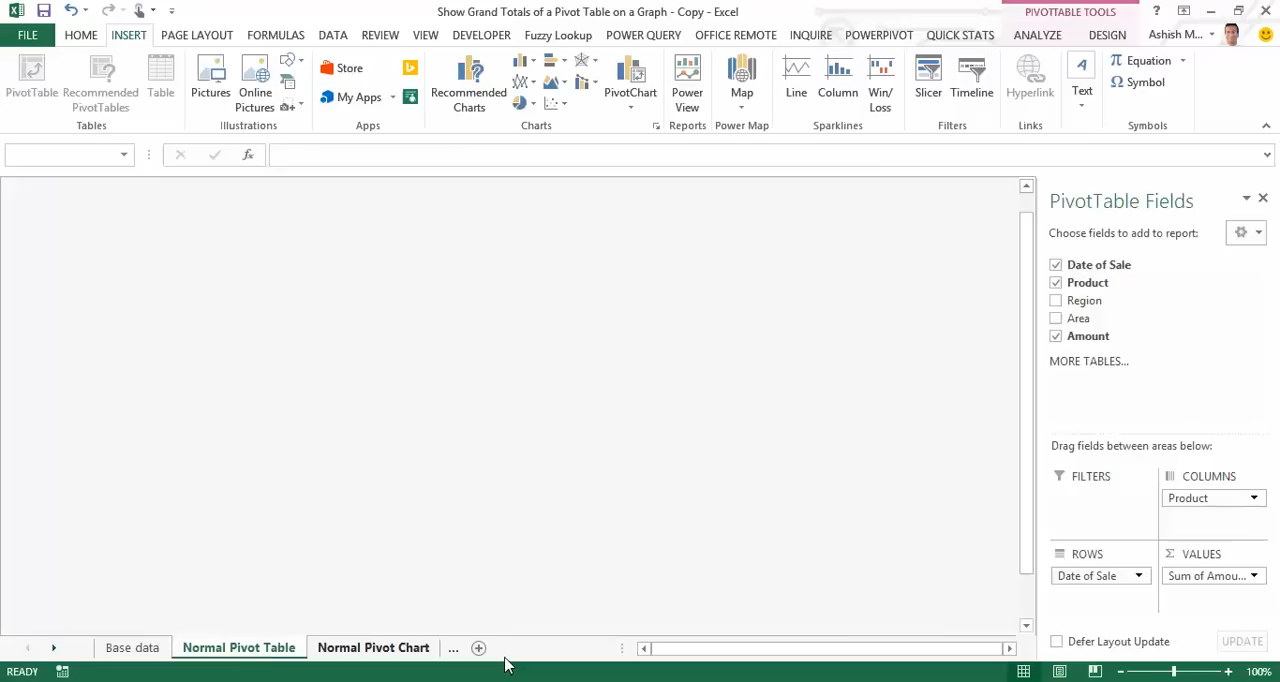 Show Grand Totals of a Pivot Table on a Graph - Copy - Excel
PIVOTTABLE TOOLS
?
FILE
HOME
INSERT
PAGE LAYOUT
FORMULAS
DATA
REVIEW
VIEW
DEVELOPER
Fuzzy Lookup
POWER QUERY
OFFICE REMOTE
INQUIRE
POWERPIVOT
QUICK STATS
ANALYZE
DESIGN
Ashish M...
PivotTable
Recommended
PivotTables
Table
Pictures
Online
Pictures
Store
My Apps
Recommended
Charts
PivotChart
Power
View
Map
Line
Column
Win/
Loss
Slicer
Timeline
Hyperlink
Text
Equation
Symbol
Tables
Illustrations
Apps
Charts
Reports
Power Map
Sparklines
Filters
Links
Symbols
fx
PivotTable Fields
Choose fields to add to report:
Date of Sale
Product
Region
Area
Amount
MORE TABLES...
Drag fields between areas below:
FILTERS
COLUMNS
Product
ROWS
Date of Sale
VALUES
Sum of Amou...
Defer Layout Update
UPDATE
Base data
Normal Pivot Table
Normal Pivot Chart
...
READY
100%